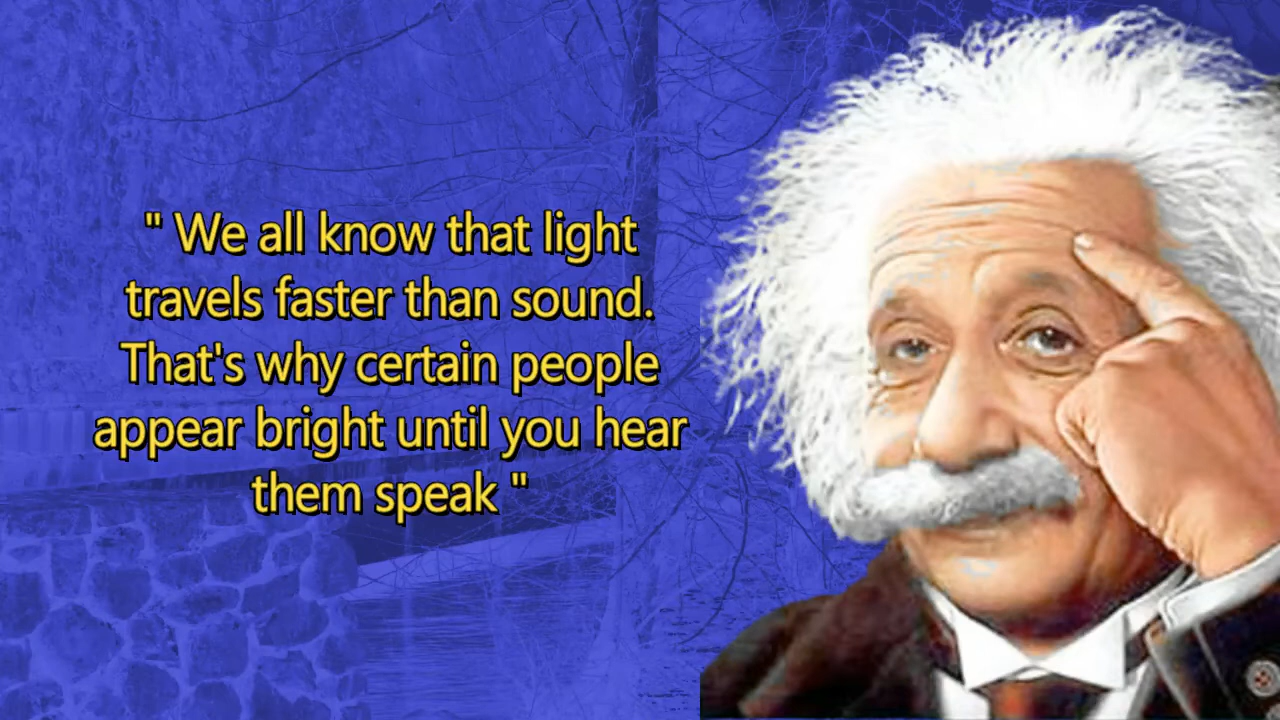 " We all know that light
travels faster than sound.
That's why certain people
appear bright until you hear
them speak "